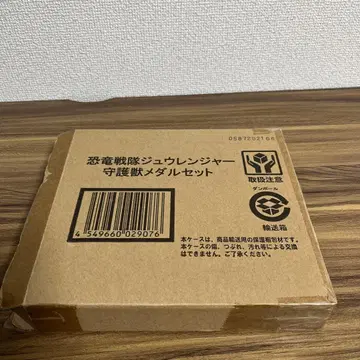 恐竜戦隊ジュウレンジャー
守護獣メダルセット
取扱注意
ダンボール
輸送箱
4 549660 029076
本ケースは、商品輸送用の保護梱包材です。
本ケースの傷、つぶれ、汚れ等による交換
はできません。ご了承ください。